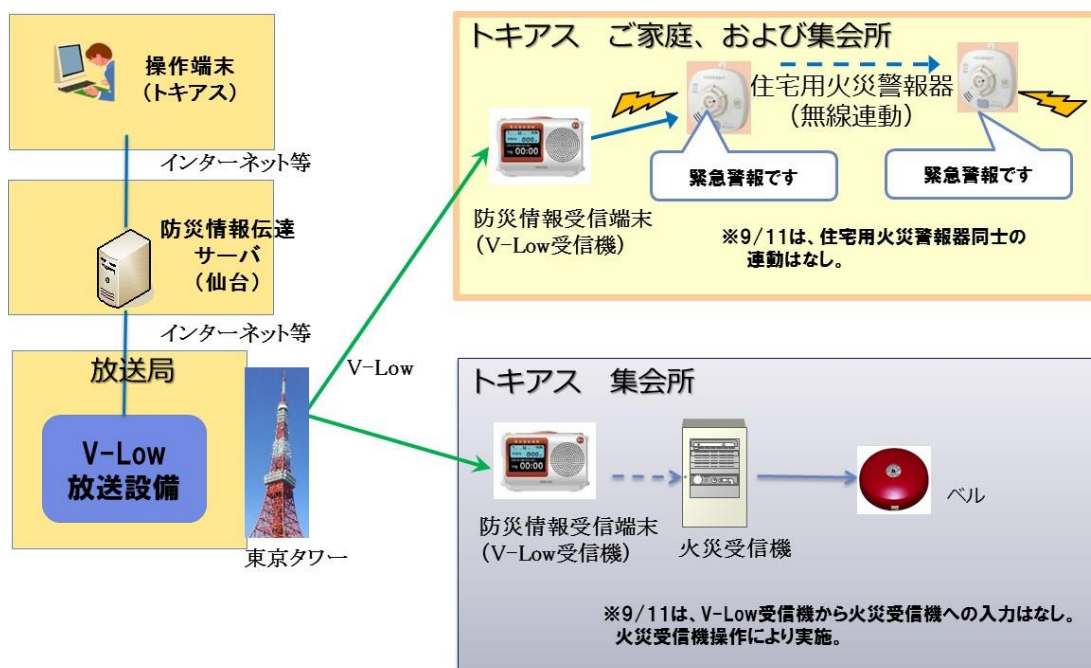 操作端末
(トキアス)
インターネット等
防災情報伝達
サーバ
(仙台)
インターネット等
放送局
V-Low
放送設備
東京タワー
V-Low
トキアス　ご家庭、および集会所
住宅用火災警報器
(無線連動)
緊急警報です
緊急警報です
00:00
防災情報受信端末
(V-Low受信機)
※9/11は、住宅用火災警報器同士の
連動はなし。
トキアス　集会所
00:00
ベル
防災情報受信端末
(V-Low受信機)
火災受信機
※9/11は、V-Low受信機から火災受信機への入力はなし。
火災受信機操作により実施。